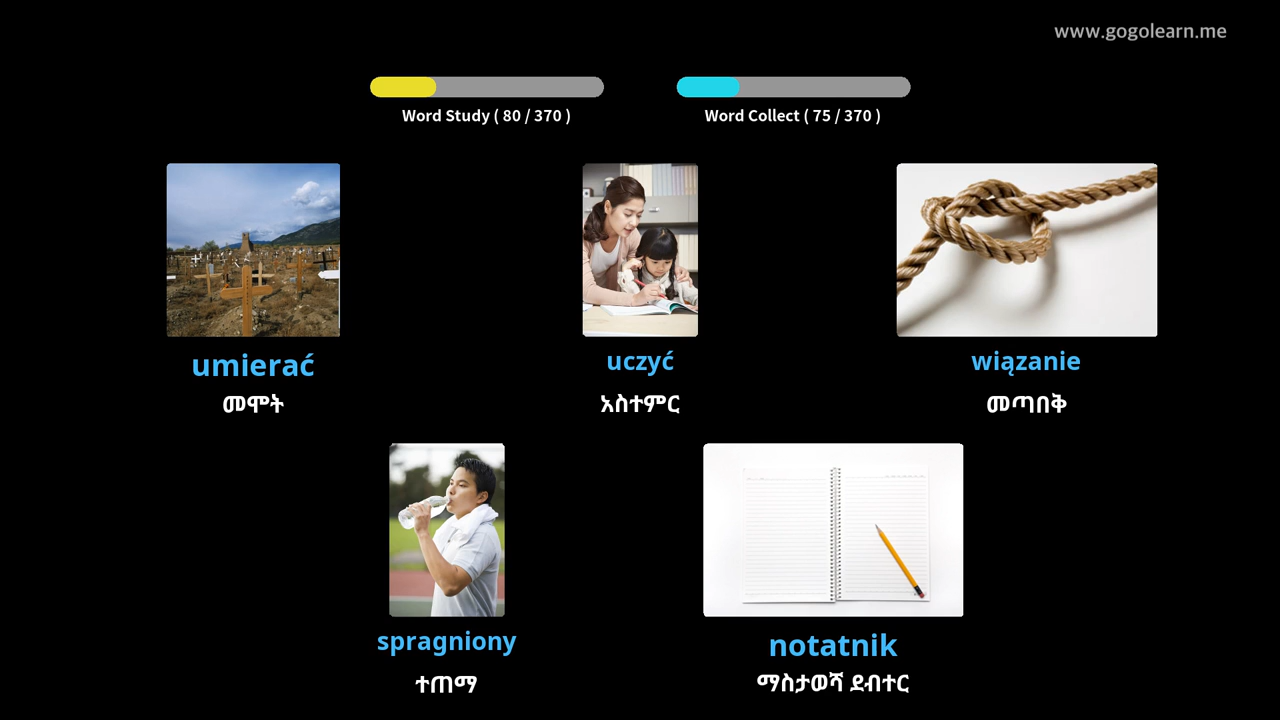 www.gogolearn.me
Word Study ( 80 / 370 )
Word Collect ( 75 / 370 )
umierać
መሞት
uczyć
አስተምር
wiązanie
መጣበቅ
spragniony
ተጠማ
notatnik
ማስታወሻ ደብተር